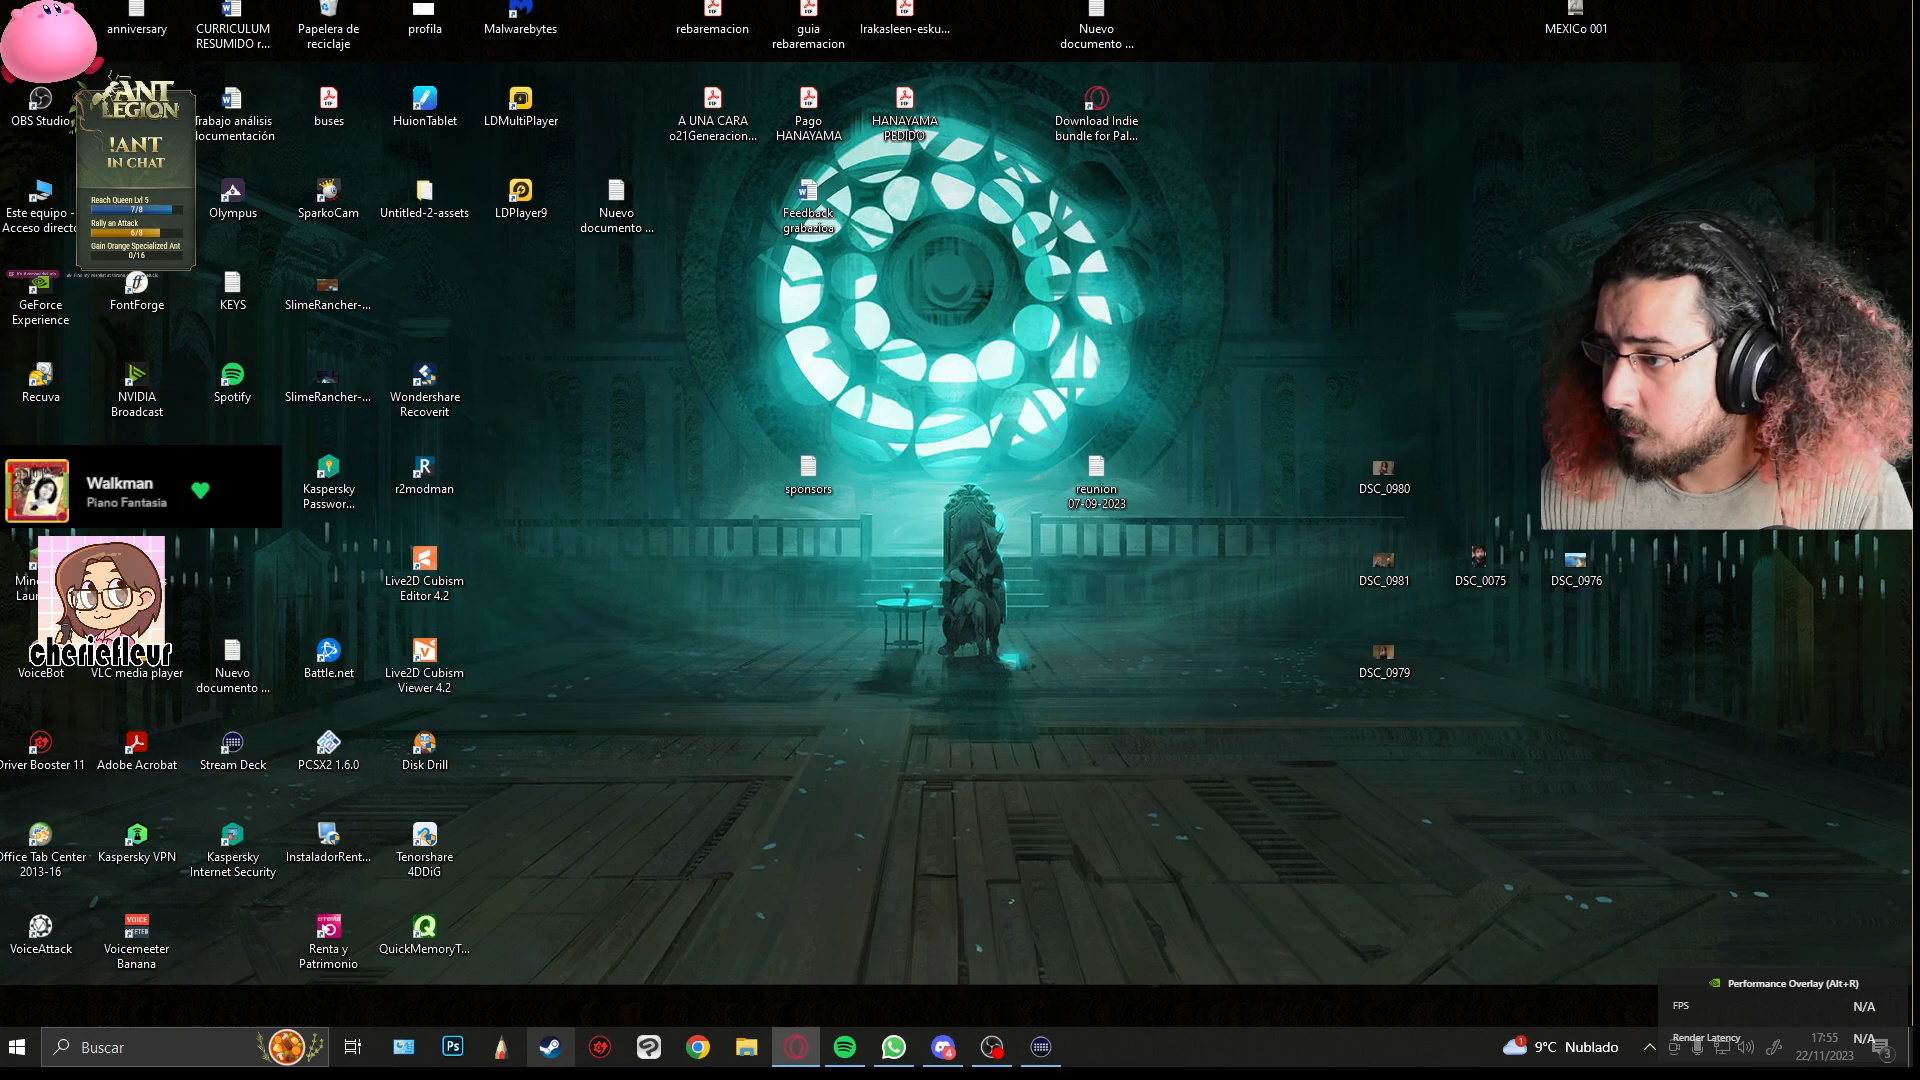 anniversary
CURRICULUM
RESUMIDO r...
Papelera de
reciclaje
profila
Malwarebytes
rebaremacion
guia
rebaremacion
Irakasleen-esku...
Nuevo
documento ...
MEXICo 001
OBS Studio
ANT
LEGION
!ANT
IN CHAT
Reach Queen Lvl 5
7/8
Rally an Attack
6/8
Gain Orange Specialized Ant
0/16
Trabajo análisis
documentación
buses
HuionTablet
LDMultiPlayer
A UNA CARA
o21Generacion...
Pago
HANAYAMA
HANAYAMA
PEDIDO
Download Indie
bundle for Pal...
Este equipo -
Acceso directo
Olympus
SparkoCam
Untitled-2-assets
LDPlayer9
Nuevo
documento ...
Feedback
grabazioa
GeForce
Experience
FontForge
KEYS
SlimeRancher-...
Recuva
NVIDIA
Broadcast
Spotify
SlimeRancher-...
Wondershare
Recoverit
Walkman
Piano Fantasia
Kaspersky
Passwor...
r2modman
sponsors
reunion
07-09-2023
DSC_0980
Live2D Cubism
Editor 4.2
DSC_0981
DSC_0075
DSC_0976
cheriefleur
VoiceBot
VLC media player
Nuevo
documento ...
Battle.net
Live2D Cubism
Viewer 4.2
DSC_0979
Driver Booster 11
Adobe Acrobat
Stream Deck
PCSX2 1.6.0
Disk Drill
Office Tab Center
2013-16
Kaspersky VPN
Kaspersky
Internet Security
InstaladorRent...
Tenorshare
4DDiG
VoiceAttack
Voicemeeter
Banana
Renta y
Patrimonio
QuickMemoryT...
Performance Overlay (Alt+R)
FPS
N/A
Render Latency
N/A
Buscar
9°C Nublado
17:55
22/11/2023